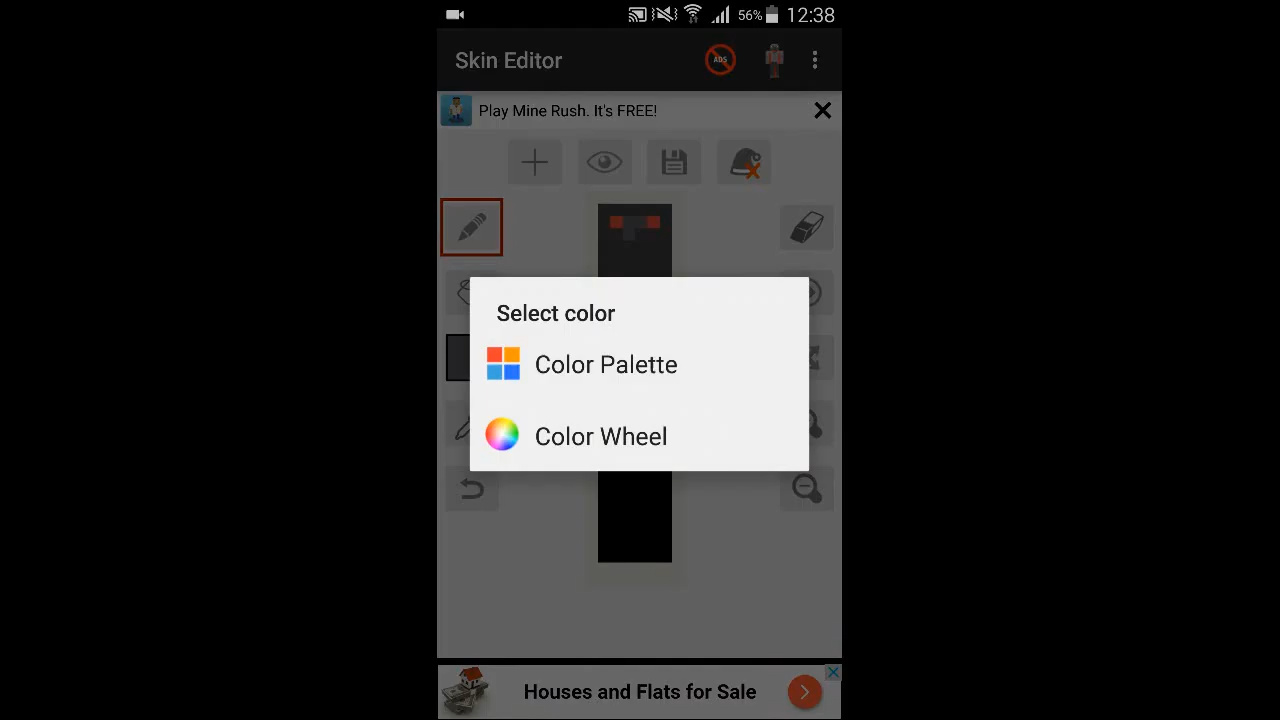 56% 12:38
Skin Editor
ADS
Play Mine Rush. It's FREE!
Select color
Color Palette
Color Wheel
Houses and Flats for Sale